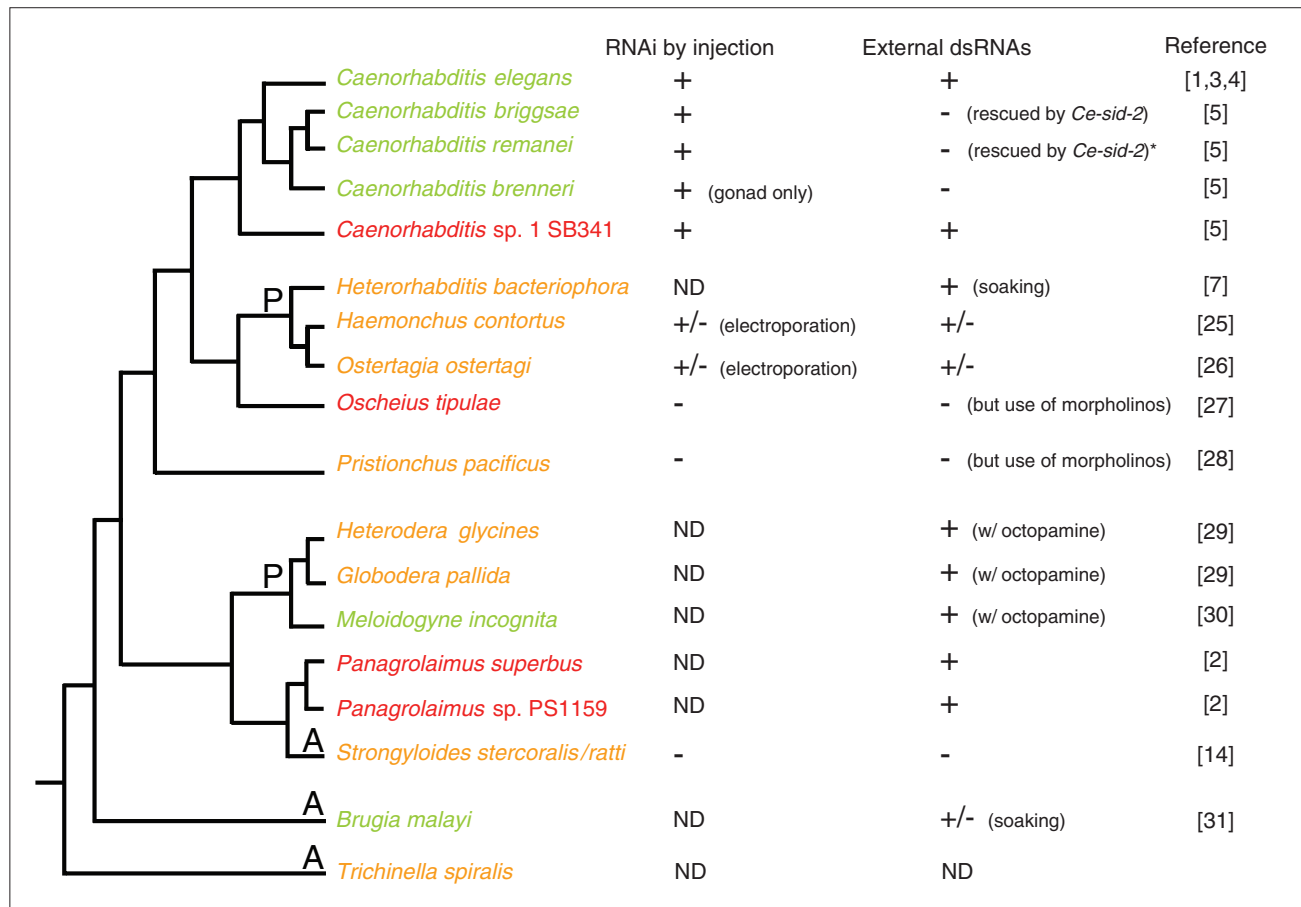 RNAi by injection External dsRNAs Reference
Caenorhabditis elegans + + [1,3,4]
Caenorhabditis briggsae + - (rescued by Ce-sid-2) [5]
Caenorhabditis remanei + - (rescued by Ce-sid-2)* [5]
Caenorhabditis brenneri + (gonad only) - [5]
Caenorhabditis sp. 1 SB341 + + [5]
P Heterorhabditis bacteriophora ND + (soaking) [7]
Haemonchus contortus +/- (electroporation) +/- [25]
Ostertagia ostertagi +/- (electroporation) +/- [26]
Oscheius tipulae - - (but use of morpholinos) [27]
Pristionchus pacificus - - (but use of morpholinos) [28]
Heterodera glycines ND + (w/ octopamine) [29]
P Globodera pallida ND + (w/ octopamine) [29]
Meloidogyne incognita ND + (w/ octopamine) [30]
Panagrolaimus superbus ND + [2]
Panagrolaimus sp. PS1159 ND + [2]
A Strongyloides stercoralis/ratti - - [14]
A Brugia malayi ND +/- (soaking) [31]
A Trichinella spiralis ND ND